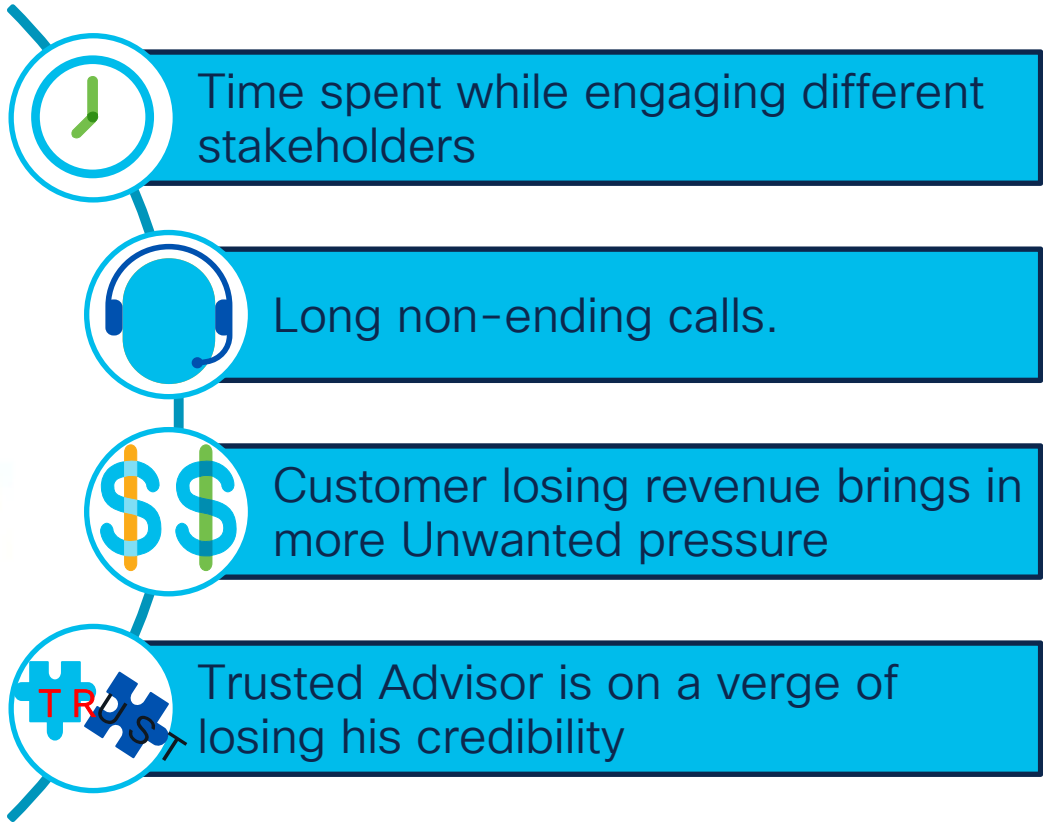 Time spent while engaging different
stakeholders
Long non-ending calls.
Customer losing revenue brings in
more Unwanted pressure
TRUST
Trusted Advisor is on a verge of
losing his credibility